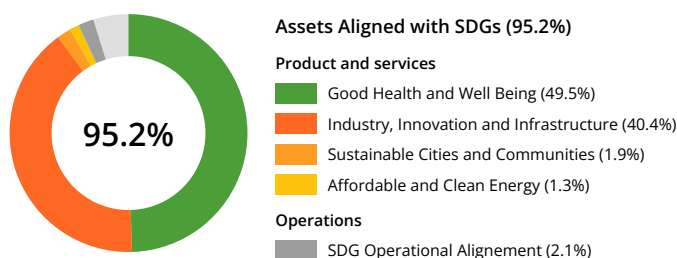 95.2%
Assets Aligned with SDGs (95.2%)
Product and services
Good Health and Well Being (49.5%)
Industry, Innovation and Infrastructure (40.4%)
Sustainable Cities and Communities (1.9%)
Affordable and Clean Energy (1.3%)
Operations
SDG Operational Alignement (2.1%)